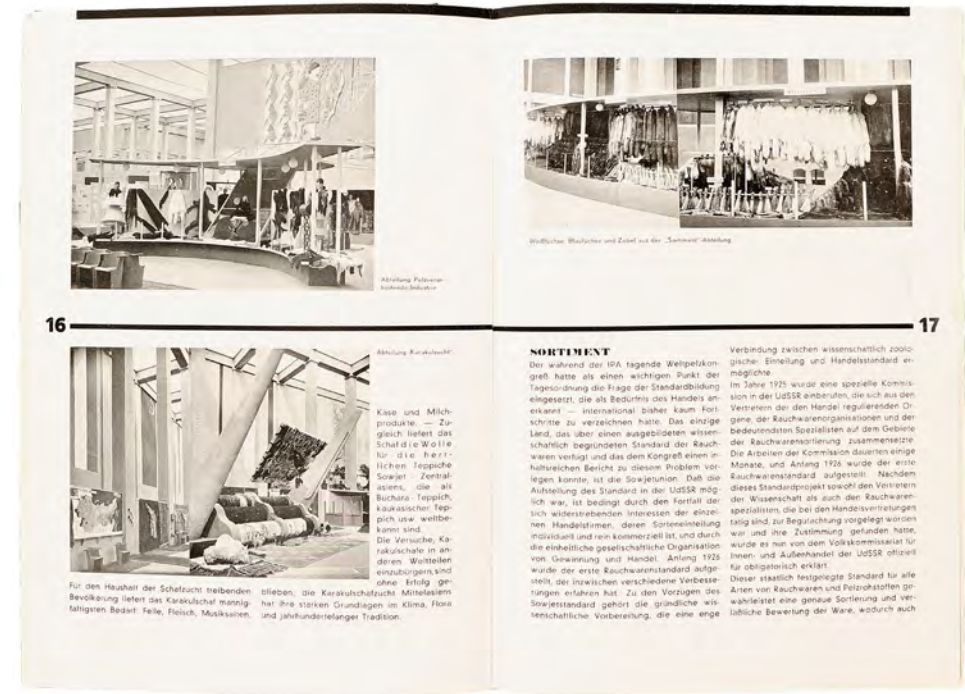 Abteilung Pelzverar-
beitende Industrie
16
Abteilung Karakulzucht
Käse und Milch-
produkte. — Zu-
gleich liefert das
Schaf die Wolle
für die herr-
lichen Teppiche
Sowjet - Zentral-
asiens, die als
Buchara - Teppich,
kaukasischer Tep-
pich usw. weltbe-
kannt sind.
Die Versuche, Ka-
rakulschafe in an-
deren Weltteilen
einzubürgern, sind
ohne Erfolg ge-
Für den Haushalt der Schafzucht treibenden
Bevölkerung liefert das Karakulschaf mannig-
faltigsten Bedarf: Felle, Fleisch, Musiksaiten,
blieben, die Karakulschafzucht Mittelasiens
hat ihre starken Grundlagen im Klima, Flora
und jahrhundertelanger Tradition.
Weißfüchse, Blaufüchse und Zobel aus der „Sortiment"-Abteilung
17
SORTIMENT
Der während der IPA tagende Weltpelzkon-
greß hatte als einen wichtigen Punkt der
Tagesordnung die Frage der Standardbildung
eingesetzt, die als Bedürfnis des Handels an-
erkannt — international bisher kaum Fort-
schritte zu verzeichnen hatte. Das einzige
Land, das über einen ausgebildeten wissen-
schaftlich begründeten Standard der Rauch-
waren verfügt und das dem Kongreß einen in-
haltsreichen Bericht zu diesem Problem vor-
legen konnte, ist die Sowjetunion. Daß die
Aufstellung des Standard in der UdSSR mög-
lich war, ist bedingt durch den Fortfall der
sich widerstrebenden Interessen der einzel-
nen Handelsfirmen, deren Sorteneinteilung
individuell und rein kommerziell ist, und durch
die einheitliche gesellschaftliche Organisation
von Gewinnung und Handel. Anfang 1926
wurde der erste Rauchwarenstandard aufge-
stellt, der inzwischen verschiedene Verbesse-
rungen erfahren hat. Zu den Vorzügen des
Sowjetstandard gehört die gründliche wis-
senschaftliche Vorbereitung, die eine enge
Verbindung zwischen wissenschaftlich zoolo-
gischer Einteilung und Handelsstandard er-
möglichte.
Im Jahre 1925 wurde eine spezielle Kommis-
sion in der UdSSR einberufen, die sich aus den
Vertretern der den Handel regulierenden Or-
gane, der Rauchwarenorganisationen und der
bedeutendsten Spezialisten auf dem Gebiete
der Rauchwarensortierung zusammensetzte.
Die Arbeiten der Kommission dauerten einige
Monate, und Anfang 1926 wurde der erste
Rauchwarenstandard aufgestellt. Nachdem
dieses Standardprojekt sowohl den Vertretern
der Wissenschaft als auch den Rauchwaren-
spezialisten, die bei den Handelsvertretungen
tätig sind, zur Begutachtung vorgelegt worden
war und ihre Zustimmung gefunden hatte,
wurde es nun von dem Volkskommissariat für
Innen- und Außenhandel der UdSSR offiziell
für obligatorisch erklärt.
Dieser staatlich festgelegte Standard für alle
Arten von Rauchwaren und Pelzrohstoffen ge-
währleistet eine genaue Sortierung und ver-
läßliche Bewertung der Ware, wodurch auch